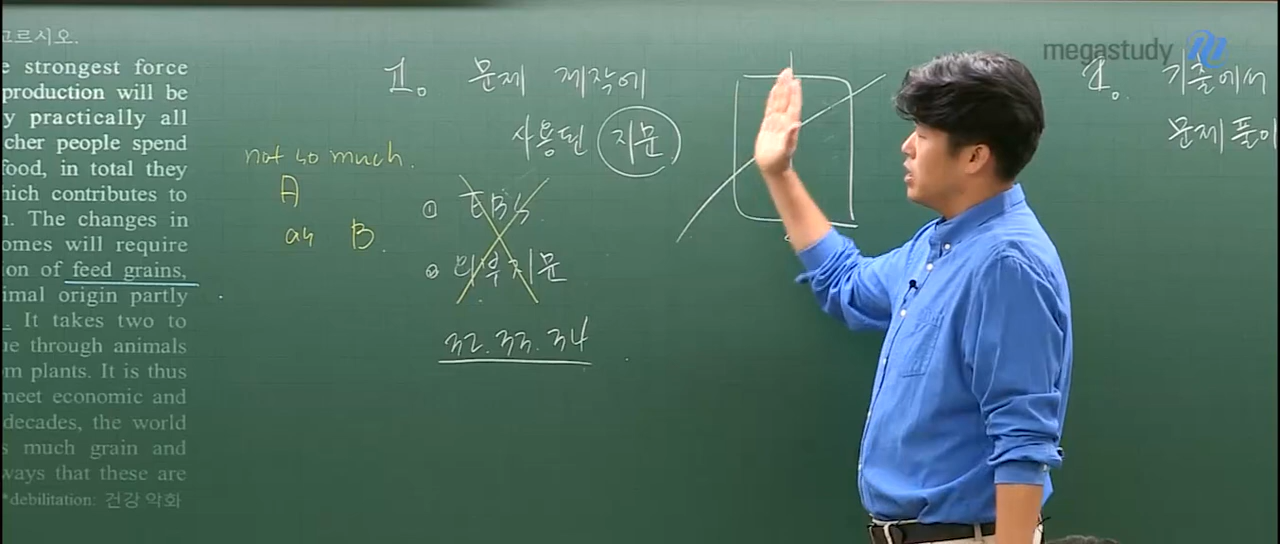 고르시오.
e strongest force
production will be
y practically all
cher people spend
food, in total they
hich contributes to
n. The changes in
omes will require
ion of feed grains,
imal origin partly
. It takes two to
ue through animals
m plants. It is thus
meet economic and
decades, the world
s much grain and
ways that these are
*debilitation: 건강 악화
not so much
A
as B.
1. 문제 제작에
사용된 지문
① EBS
② 외부지문
32. 33. 34
megastudy
1. 기출에서
문제풀이